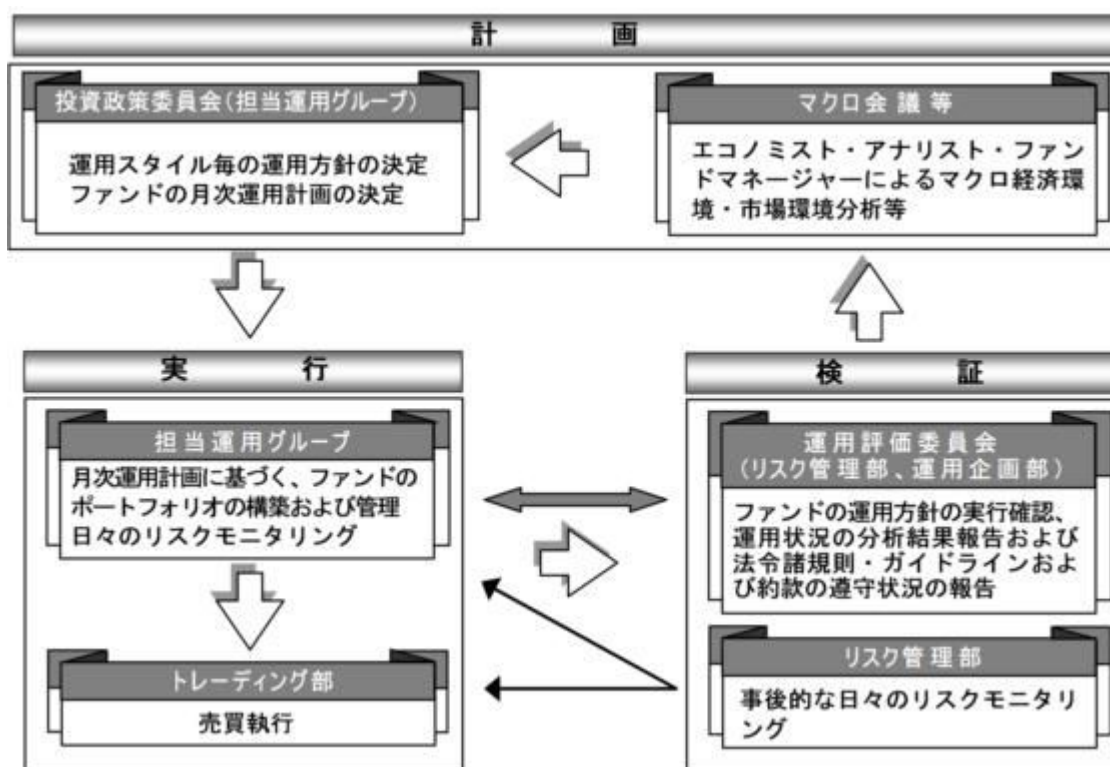 計画
投資政策委員会(担当運用グループ)
運用スタイル毎の運用方針の決定
ファンドの月次運用計画の決定
マクロ会議等
エコノミスト・アナリスト・ファン
ドマネージャーによるマクロ経済環
境・市場環境分析等
実行
担当運用グループ
月次運用計画に基づく、ファンドの
ポートフォリオの構築および管理
日々のリスクモニタリング
トレーディング部
売買執行
検証
運用評価委員会
(リスク管理部、運用企画部)
ファンドの運用方針の実行確認、
運用状況の分析結果報告および
法令諸規則・ガイドラインおよ
び約款の遵守状況の報告
リスク管理部
事後的な日々のリスクモニタリ
ング